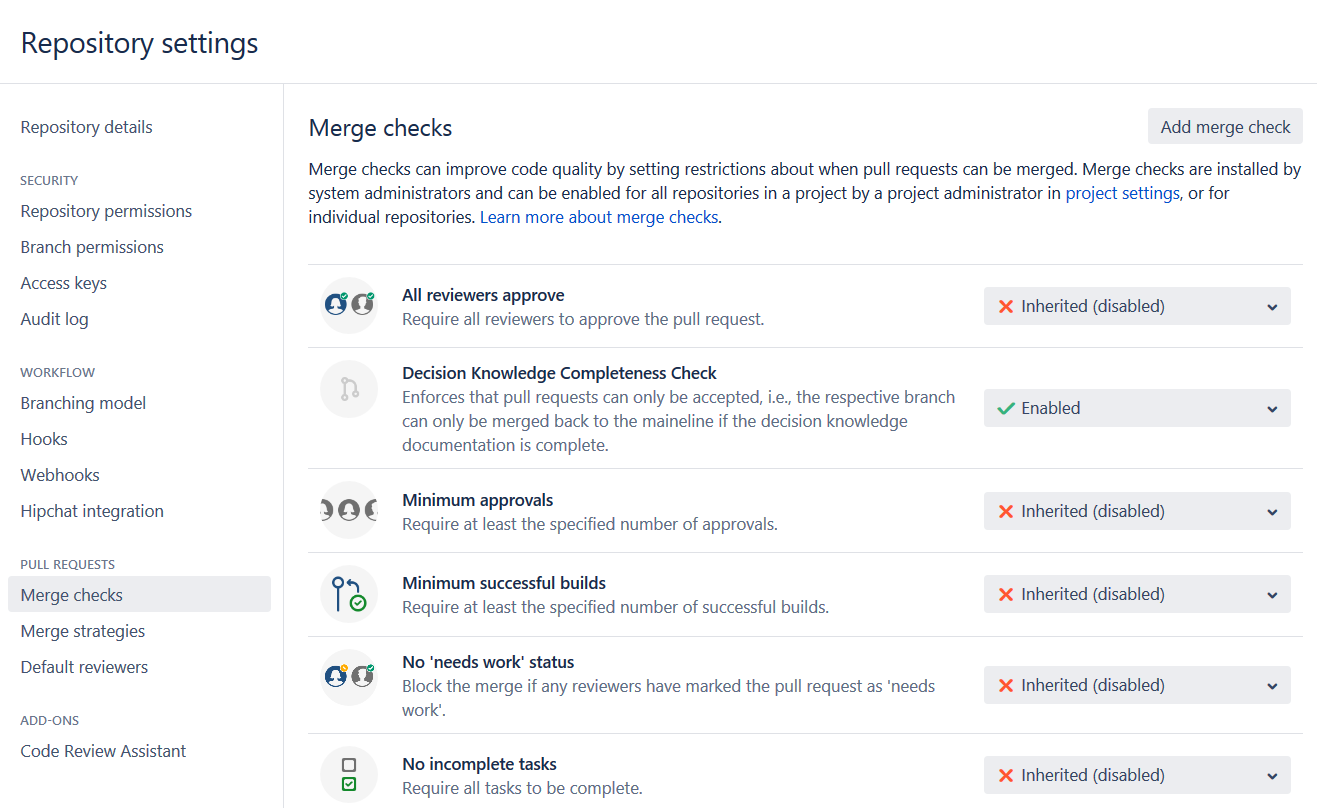 Repository settings
Repository details
SECURITY
Repository permissions
Branch permissions
Access keys
Audit log
WORKFLOW
Branching model
Hooks
Webhooks
Hipchat integration
PULL REQUESTS
Merge checks
Merge strategies
Default reviewers
ADD-ONS
Code Review Assistant
Merge checks
Add merge check
Merge checks can improve code quality by setting restrictions about when pull requests can be merged. Merge checks are installed by
system administrators and can be enabled for all repositories in a project by a project administrator in project settings, or for
individual repositories. Learn more about merge checks.
All reviewers approve
Require all reviewers to approve the pull request.
Inherited (disabled)
Decision Knowledge Completeness Check
Enforces that pull requests can only be accepted, i.e., the respective branch
can only be merged back to the maineline if the decision knowledge
documentation is complete.
Enabled
Minimum approvals
Require at least the specified number of approvals.
Inherited (disabled)
Minimum successful builds
Require at least the specified number of successful builds.
Inherited (disabled)
No 'needs work' status
Block the merge if any reviewers have marked the pull request as 'needs
work'.
Inherited (disabled)
No incomplete tasks
Require all tasks to be complete.
Inherited (disabled)